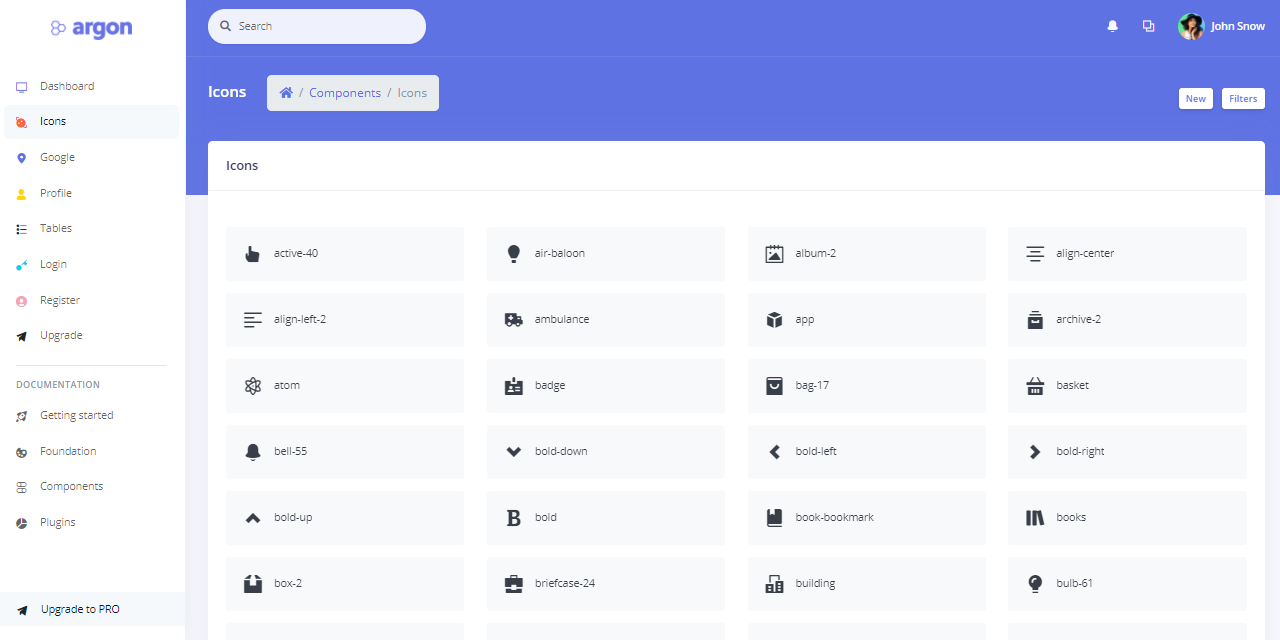 argon
Dashboard
Icons
Google
Profile
Tables
Login
Register
Upgrade
DOCUMENTATION
Getting started
Foundation
Components
Plugins
Upgrade to PRO
Search
John Snow
Icons
/ Components / Icons
New
Filters
Icons
active-40
air-baloon
album-2
align-center
align-left-2
ambulance
app
archive-2
atom
badge
bag-17
basket
bell-55
bold-down
bold-left
bold-right
bold-up
bold
book-bookmark
books
box-2
briefcase-24
building
bulb-61